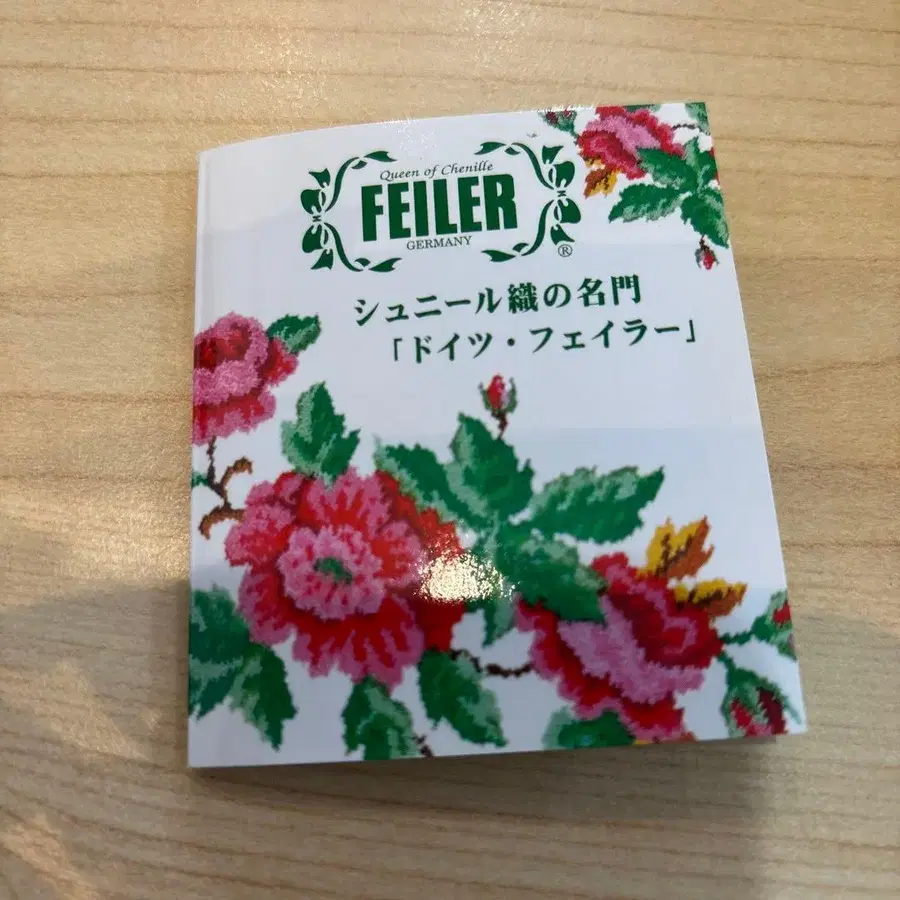 Queen of Chenille
FEILER
GERMANY
®
シュニール織の名門
「ドイツ・フェイラー」